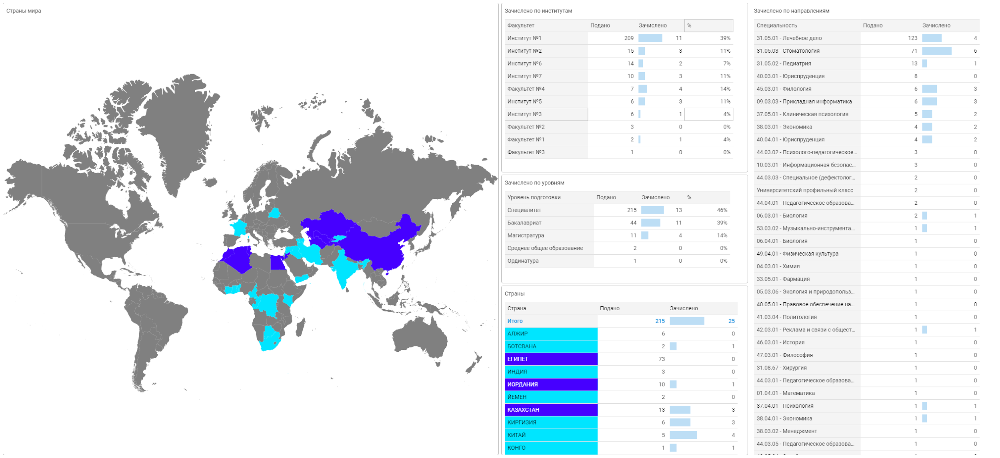 Страны мира
Зачислено по институтам
Факультет Подано Зачислено %
Институт №1 209 11 39%
Институт №2 15 3 11%
Институт №6 14 2 7%
Институт №7 10 3 11%
Факультет №4 7 4 14%
Институт №5 6 3 11%
Институт №3 6 1 4%
Факультет №2 3 0 0%
Факультет №1 2 1 4%
Факультет №3 1 0 0%
Зачислено по уровням
Уровень подготовки Подано Зачислено %
Специалитет 215 13 46%
Бакалавриат 44 11 39%
Магистратура 11 4 14%
Среднее общее образование 2 0 0%
Ординатура 1 0 0%
Страны
Страна Подано Зачислено
Итого 215 25
АЛЖИР 6 0
БОТСВАНА 2 1
ЕГИПЕТ 73 0
ИНДИЯ 3 0
ИОРДАНИЯ 10 1
ЙЕМЕН 2 0
КАЗАХСТАН 13 3
КИРГИЗИЯ 6 3
КИТАЙ 5 4
КОНГО 1 1
Зачислено по направлениям
Специальность Подано Зачислено
31.05.01 - Лечебное дело 123 4
31.05.03 - Стоматология 71 6
31.05.02 - Педиатрия 13 1
40.03.01 - Юриспруденция 8 0
45.03.01 - Филология 6 3
09.03.03 - Прикладная информатика 6 3
37.05.01 - Клиническая психология 5 2
38.03.01 - Экономика 4 2
40.04.01 - Юриспруденция 4 2
44.03.02 - Психолого-педагогическое... 3 0
10.03.01 - Информационная безопас... 3 0
44.03.03 - Специальное (дефектолог... 2 0
Университетский профильный класс 2 0
44.04.01 - Педагогическое образова... 2 0
06.03.01 - Биология 2 1
53.03.02 - Музыкально-инструмента... 1 1
06.04.01 - Биология 1 0
49.04.01 - Физическая культура 1 0
04.03.01 - Химия 1 0
33.05.01 - Фармация 1 0
05.03.06 - Экология и природопольз... 1 0
40.05.01 - Правовое обеспечение на... 1 0
41.03.04 - Политология 1 0
42.03.01 - Реклама и связи с общест... 1 1
46.03.01 - История 1 0
47.03.01 - Философия 1 0
31.08.67 - Хирургия 1 0
44.03.01 - Педагогическое образова... 1 0
01.04.01 - Математика 1 0
37.04.01 - Психология 1 1
38.04.01 - Экономика 1 1
38.03.02 - Менеджмент 1 0
44.03.05 - Педагогическое образова... 1 0